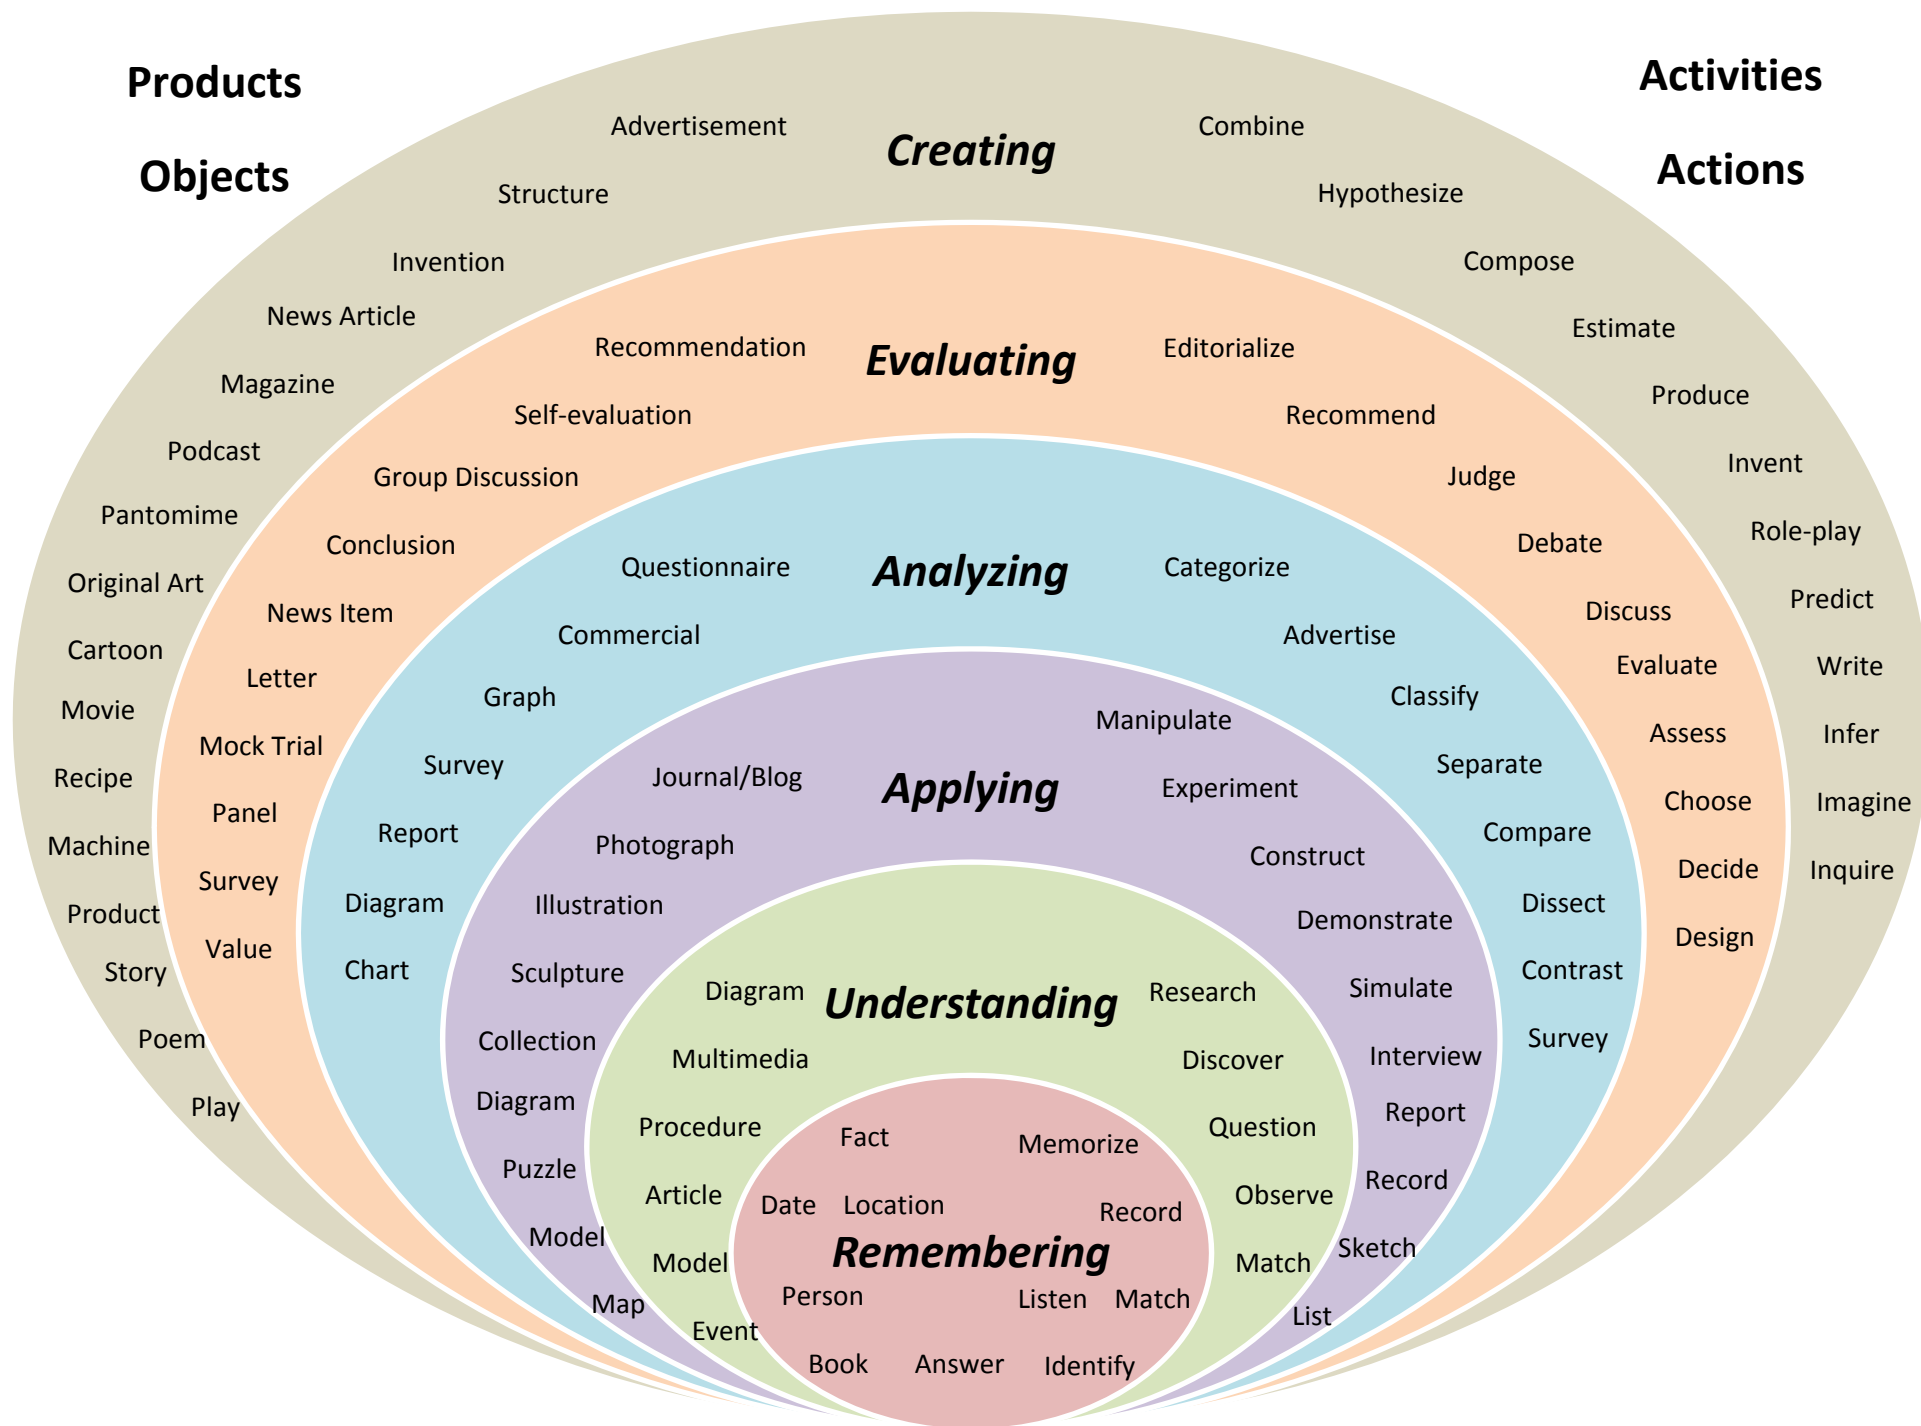 Products
Objects
Activities
Actions
Creating
Advertisement
Structure
Invention
News Article
Magazine
Podcast
Pantomime
Original Art
Cartoon
Movie
Recipe
Machine
Product
Story
Poem
Play
Combine
Hypothesize
Compose
Estimate
Produce
Invent
Role-play
Predict
Write
Infer
Imagine
Inquire
Evaluating
Recommendation
Self-evaluation
Group Discussion
Conclusion
News Item
Letter
Mock Trial
Panel
Survey
Value
Editorialize
Recommend
Judge
Debate
Discuss
Evaluate
Assess
Choose
Decide
Design
Analyzing
Questionnaire
Commercial
Graph
Survey
Report
Diagram
Chart
Categorize
Advertise
Classify
Separate
Compare
Dissect
Contrast
Survey
Applying
Journal/Blog
Photograph
Illustration
Sculpture
Collection
Diagram
Puzzle
Model
Map
Manipulate
Experiment
Construct
Demonstrate
Simulate
Interview
Report
Record
Sketch
List
Understanding
Diagram
Multimedia
Procedure
Article
Model
Event
Research
Discover
Question
Observe
Match
Fact
Memorize
Date
Location
Record
Remembering
Person
Listen
Match
Book
Answer
Identify